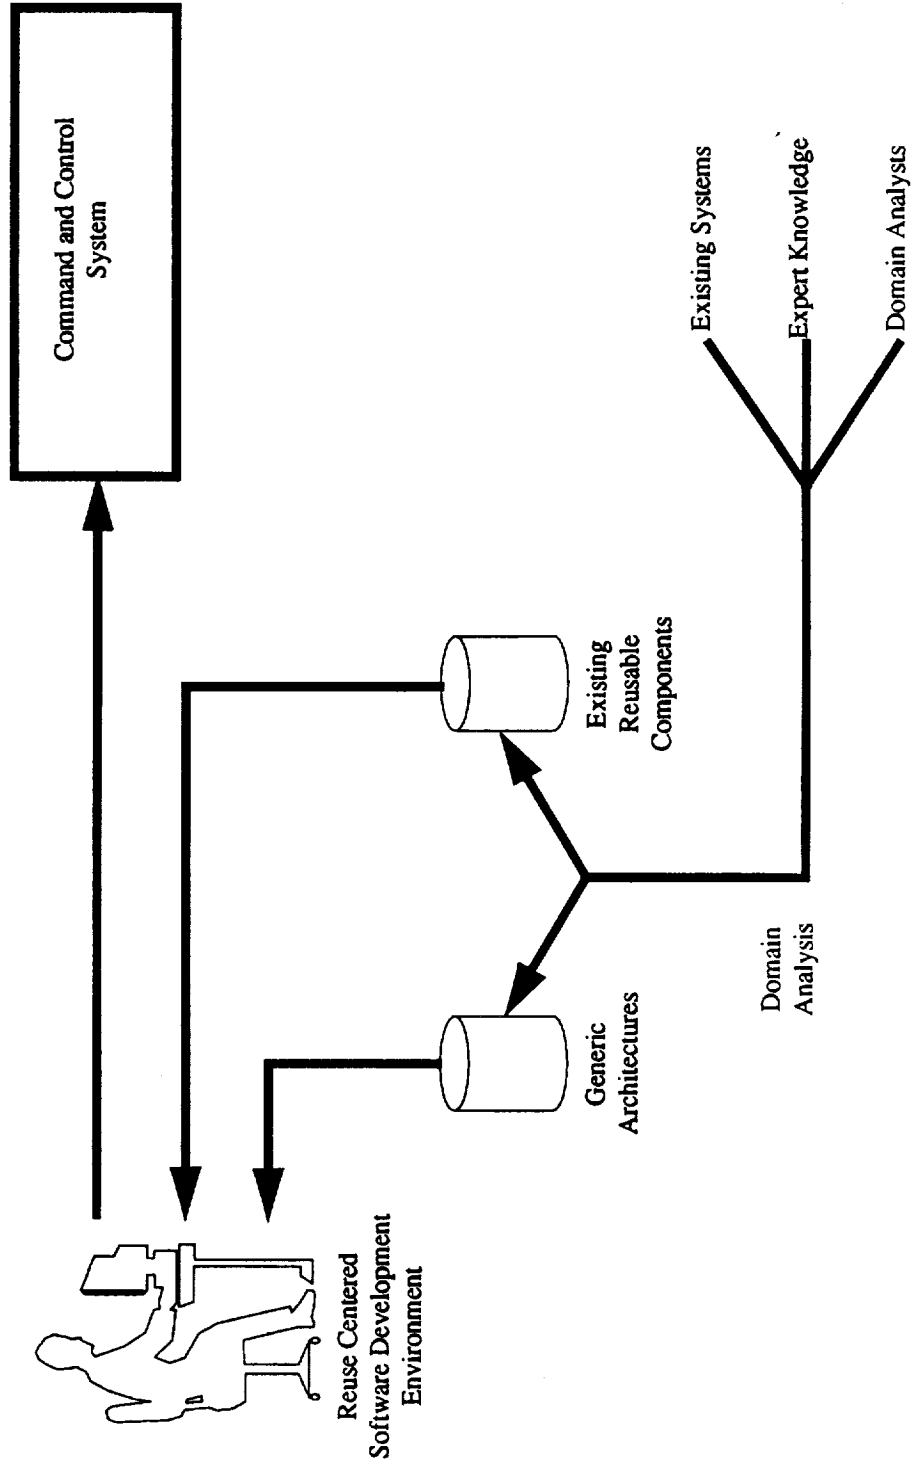 Command and Control
System
Reuse Centered
Software Development
Environment
Generic
Architectures
Existing
Reusable
Components
Domain
Analysis
Existing Systems
Expert Knowledge
Domain Analysts